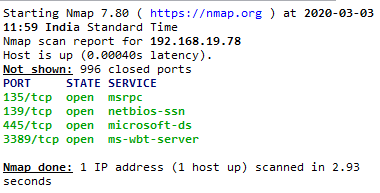 Starting Nmap 7.80 ( https://nmap.org ) at 2020-03-03
11:59 India Standard Time
Nmap scan report for 192.168.19.78
Host is up (0.00040s latency).
Not shown: 996 closed ports
PORT     STATE SERVICE
135/tcp  open  msrpc
139/tcp  open  netbios-ssn
445/tcp  open  microsoft-ds
3389/tcp open  ms-wbt-server
Nmap done: 1 IP address (1 host up) scanned in 2.93
seconds